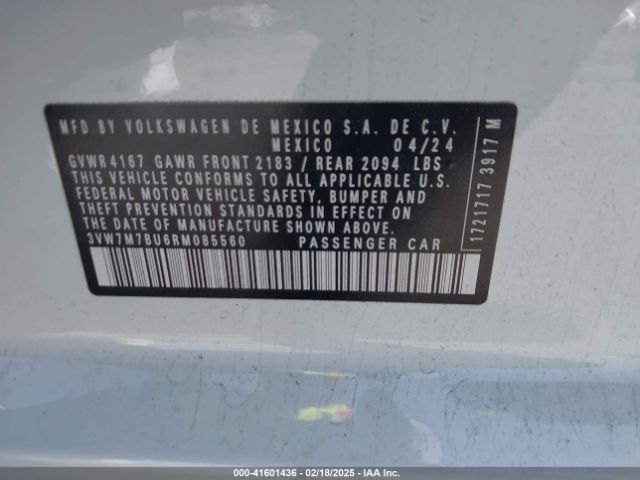 MFD BY VOLKSWAGEN DE MEXICO S.A. DE C.V.
MEXICO 04/24
GVWR 4167 GAWR FRONT 2183 / REAR 2094 LBS
THIS VEHICLE CONFORMS TO ALL APPLICABLE U.S.
FEDERAL MOTOR VEHICLE SAFETY, BUMPER AND
THEFT PREVENTION STANDARDS IN EFFECT ON
THE DATE OF MANUFACTURE SHOWN ABOVE.
3VW7M7BU6RM085560 PASSENGER CAR
1721717 3917 M
000-41601436 - 02/18/2025 - IAA Inc.